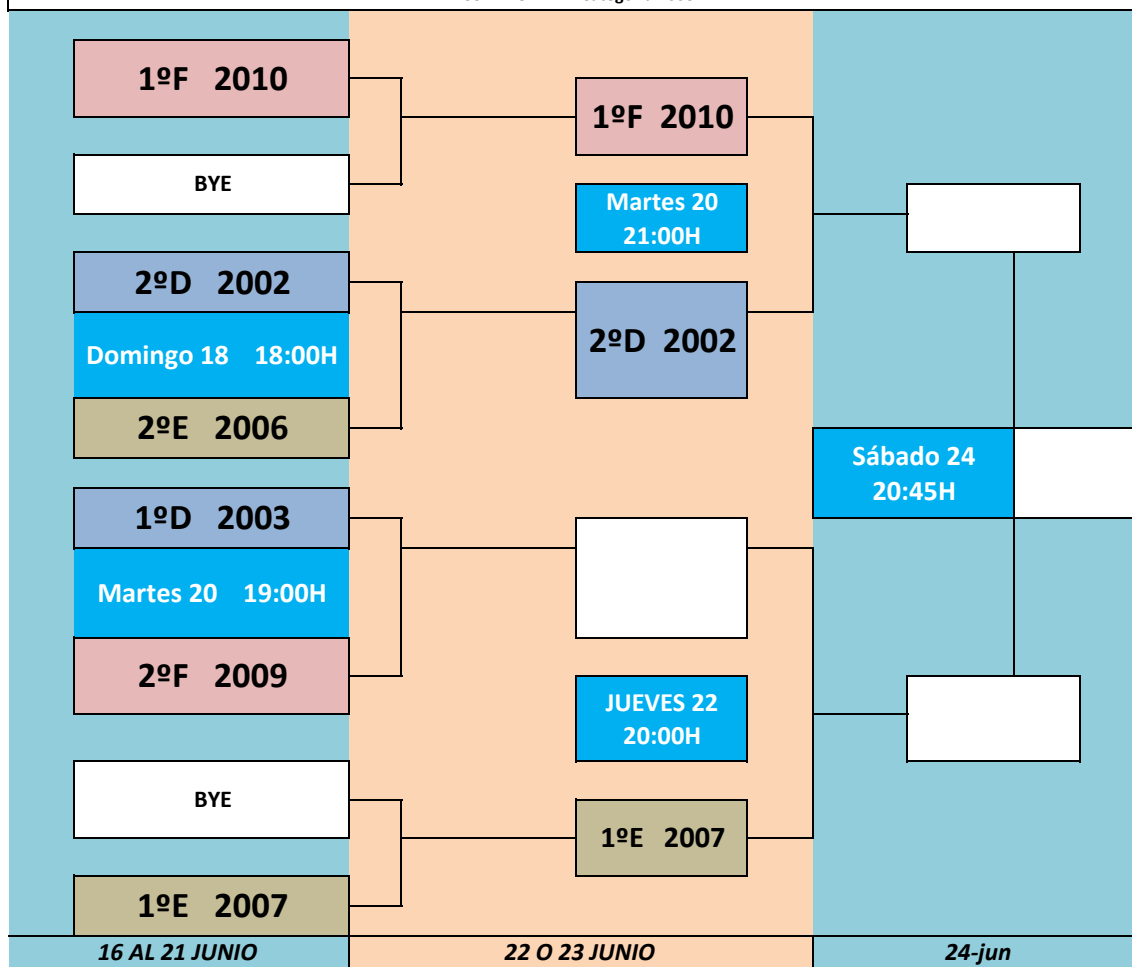 1ºF 2010
BYE
2ºD 2002
Domingo 18 18:00H
2ºE 2006
1ºD 2003
Martes 20 19:00H
2ºF 2009
BYE
1ºE 2007
1ºF 2010
Martes 20
21:00H
2ºD 2002
JUEVES 22
20:00H
1ºE 2007
Sábado 24
20:45H
16 AL 21 JUNIO
22 O 23 JUNIO
24-jun